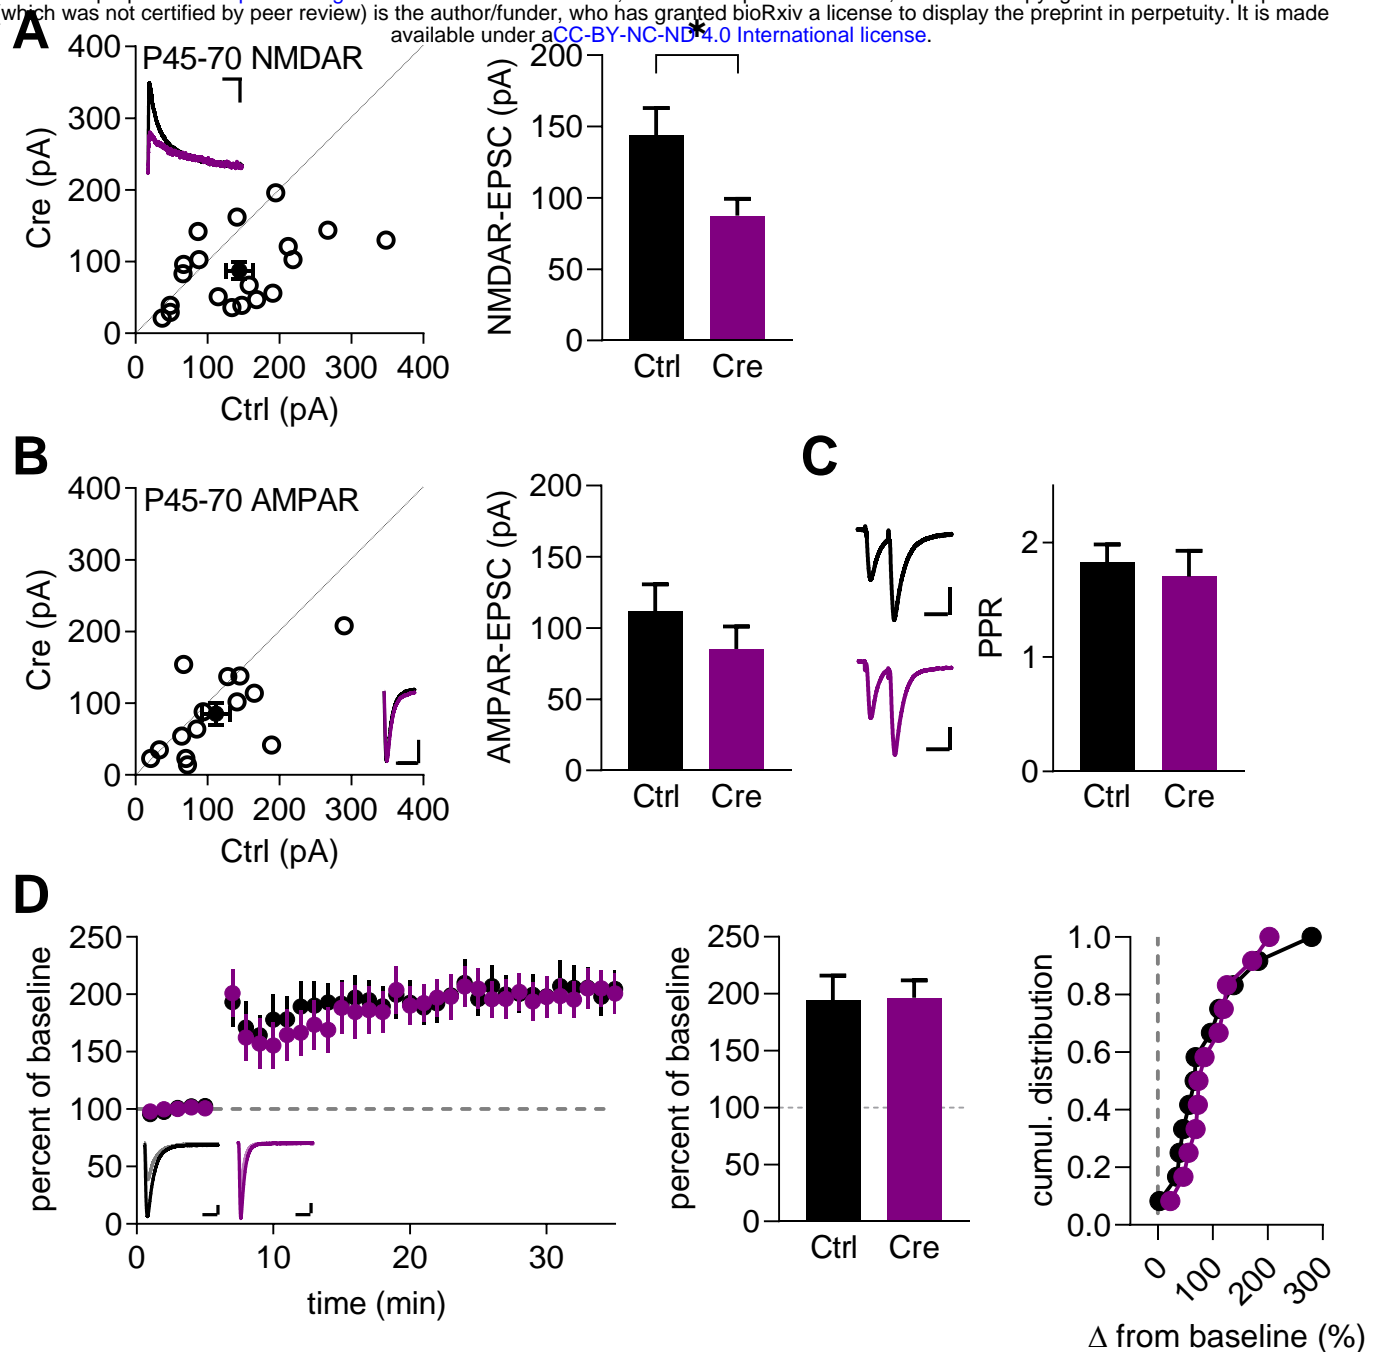 (which was not certified by peer review) is the author/funder, who has granted bioRxiv a license to display the preprint in perpetuity. It is made
available under aCC-BY-NC-ND 4.0 International license.
A
P45-70 NMDAR
400
300
200
100
0
0 100 200 300 400
Cre (pA)
Ctrl (pA)
*
200
150
100
50
0
NMDAR-EPSC (pA)
Ctrl Cre
B
P45-70 AMPAR
400
300
200
100
0
0 100 200 300 400
Cre (pA)
Ctrl (pA)
200
150
100
50
0
AMPAR-EPSC (pA)
Ctrl Cre
C
2
1
0
PPR
Ctrl Cre
D
250
200
150
100
50
0
0 10 20 30
percent of baseline
time (min)
250
200
150
100
50
0
percent of baseline
Ctrl Cre
1.0
0.8
0.6
0.4
0.2
0.0
cumul. distribution
0 100 200 300
Δ from baseline (%)